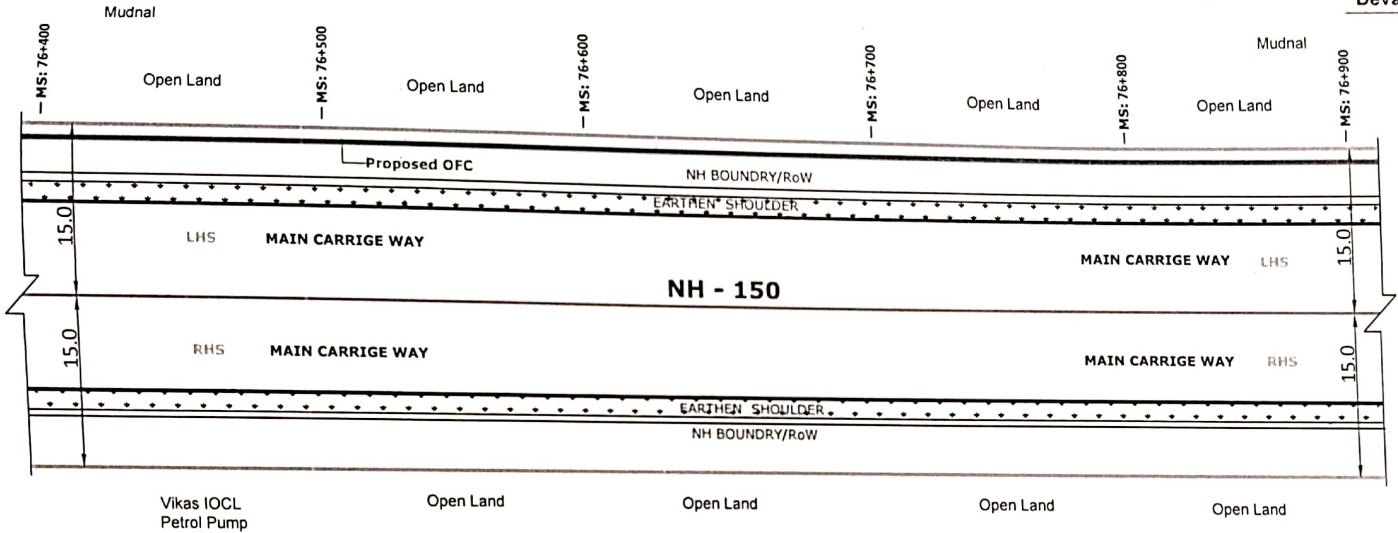 Mudnal
Mudnal
MS: 76+400
MS: 76+500
MS: 76+600
MS: 76+700
MS: 76+800
MS: 76+900
Open Land
Open Land
Open Land
Open Land
Open Land
Proposed OFC
NH BOUNDRY/RoW
EARTHEN SHOULDER
15.0
LHS
MAIN CARRIGE WAY
MAIN CARRIGE WAY
LHS
15.0
NH - 150
15.0
RHS
MAIN CARRIGE WAY
MAIN CARRIGE WAY
RHS
15.0
EARTHEN SHOULDER
NH BOUNDRY/RoW
Vikas IOCL
Petrol Pump
Open Land
Open Land
Open Land
Open Land